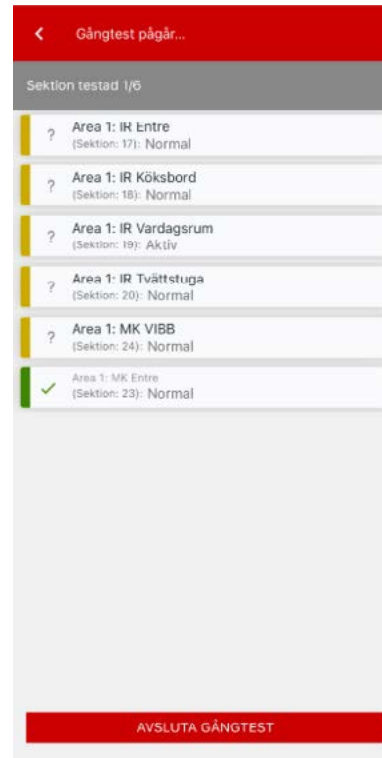 Gångtest pågår...
Sektion testad 1/6
? Area 1: IR Entre
(Sektion: 17): Normal
? Area 1: IR Köksbord
(Sektion: 18): Normal
? Area 1: IR Vardagsrum
(Sektion: 19): Aktiv
? Area 1: IR Tvättstuga
(Sektion: 20): Normal
? Area 1: MK VIBB
(Sektion: 24): Normal
Area 1: MK Entre
(Sektion: 23): Normal
AVSLUTA GÅNGTEST